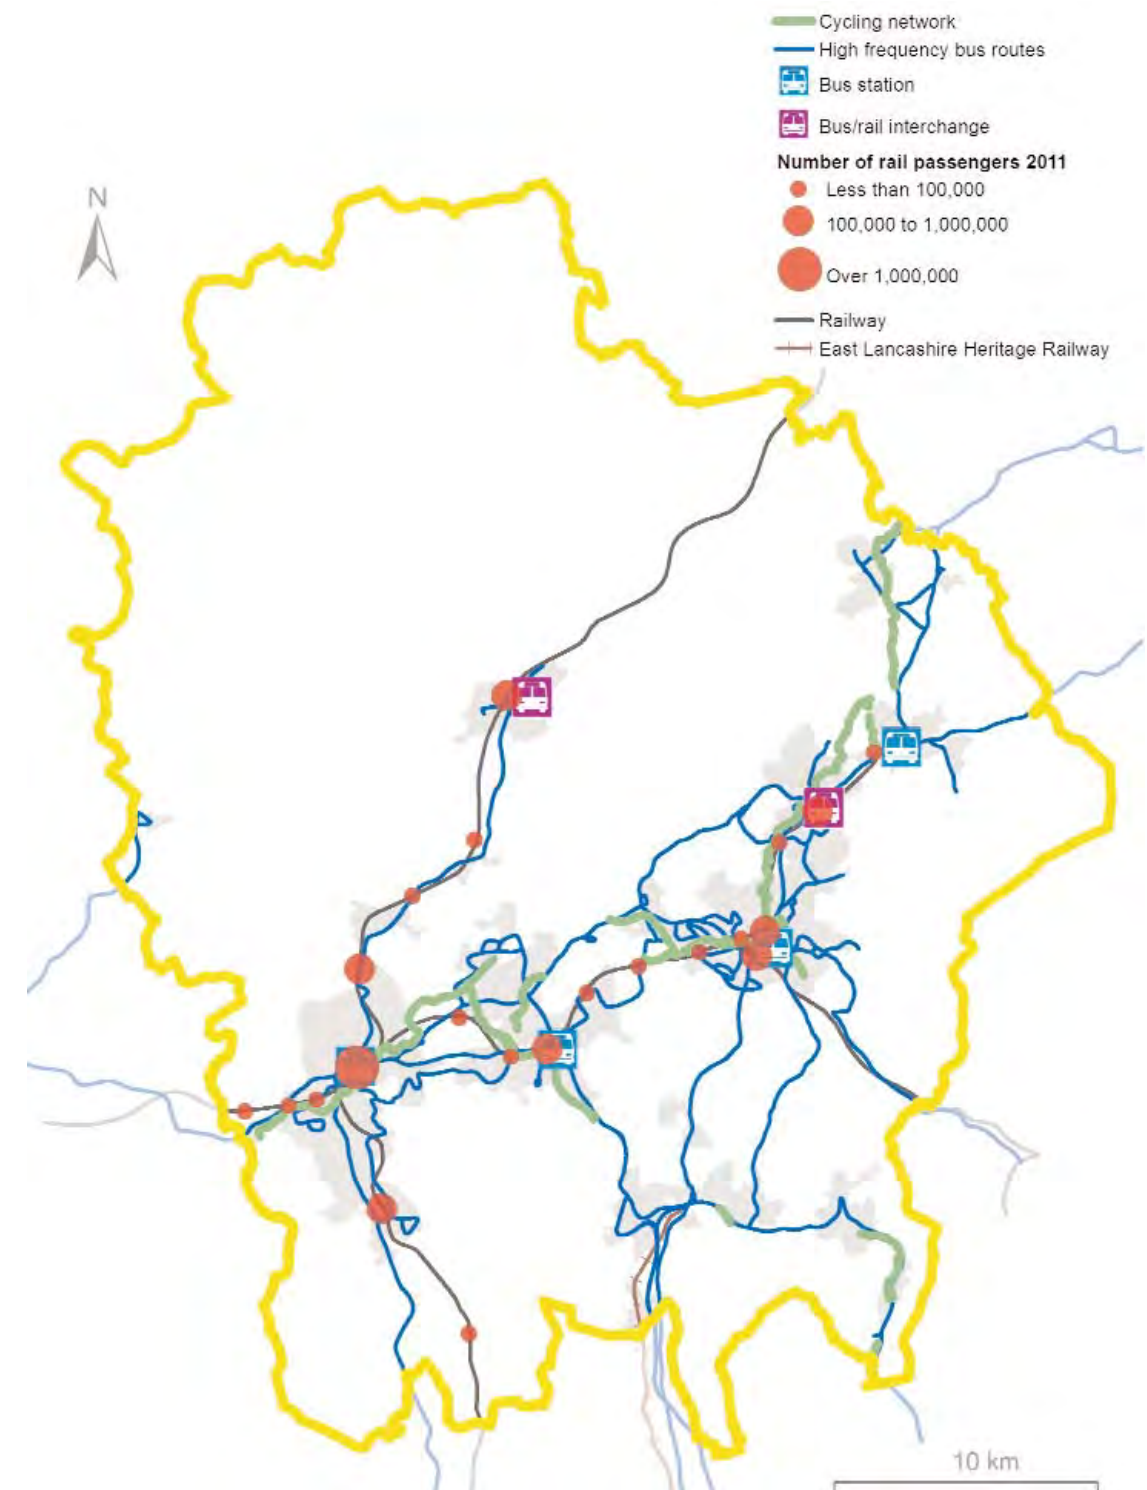 Cycling network
High frequency bus routes
Bus station
Bus/rail interchange
Number of rail passengers 2011
Less than 100,000
100,000 to 1,000,000
Over 1,000,000
Railway
East Lancashire Heritage Railway
N
10 km